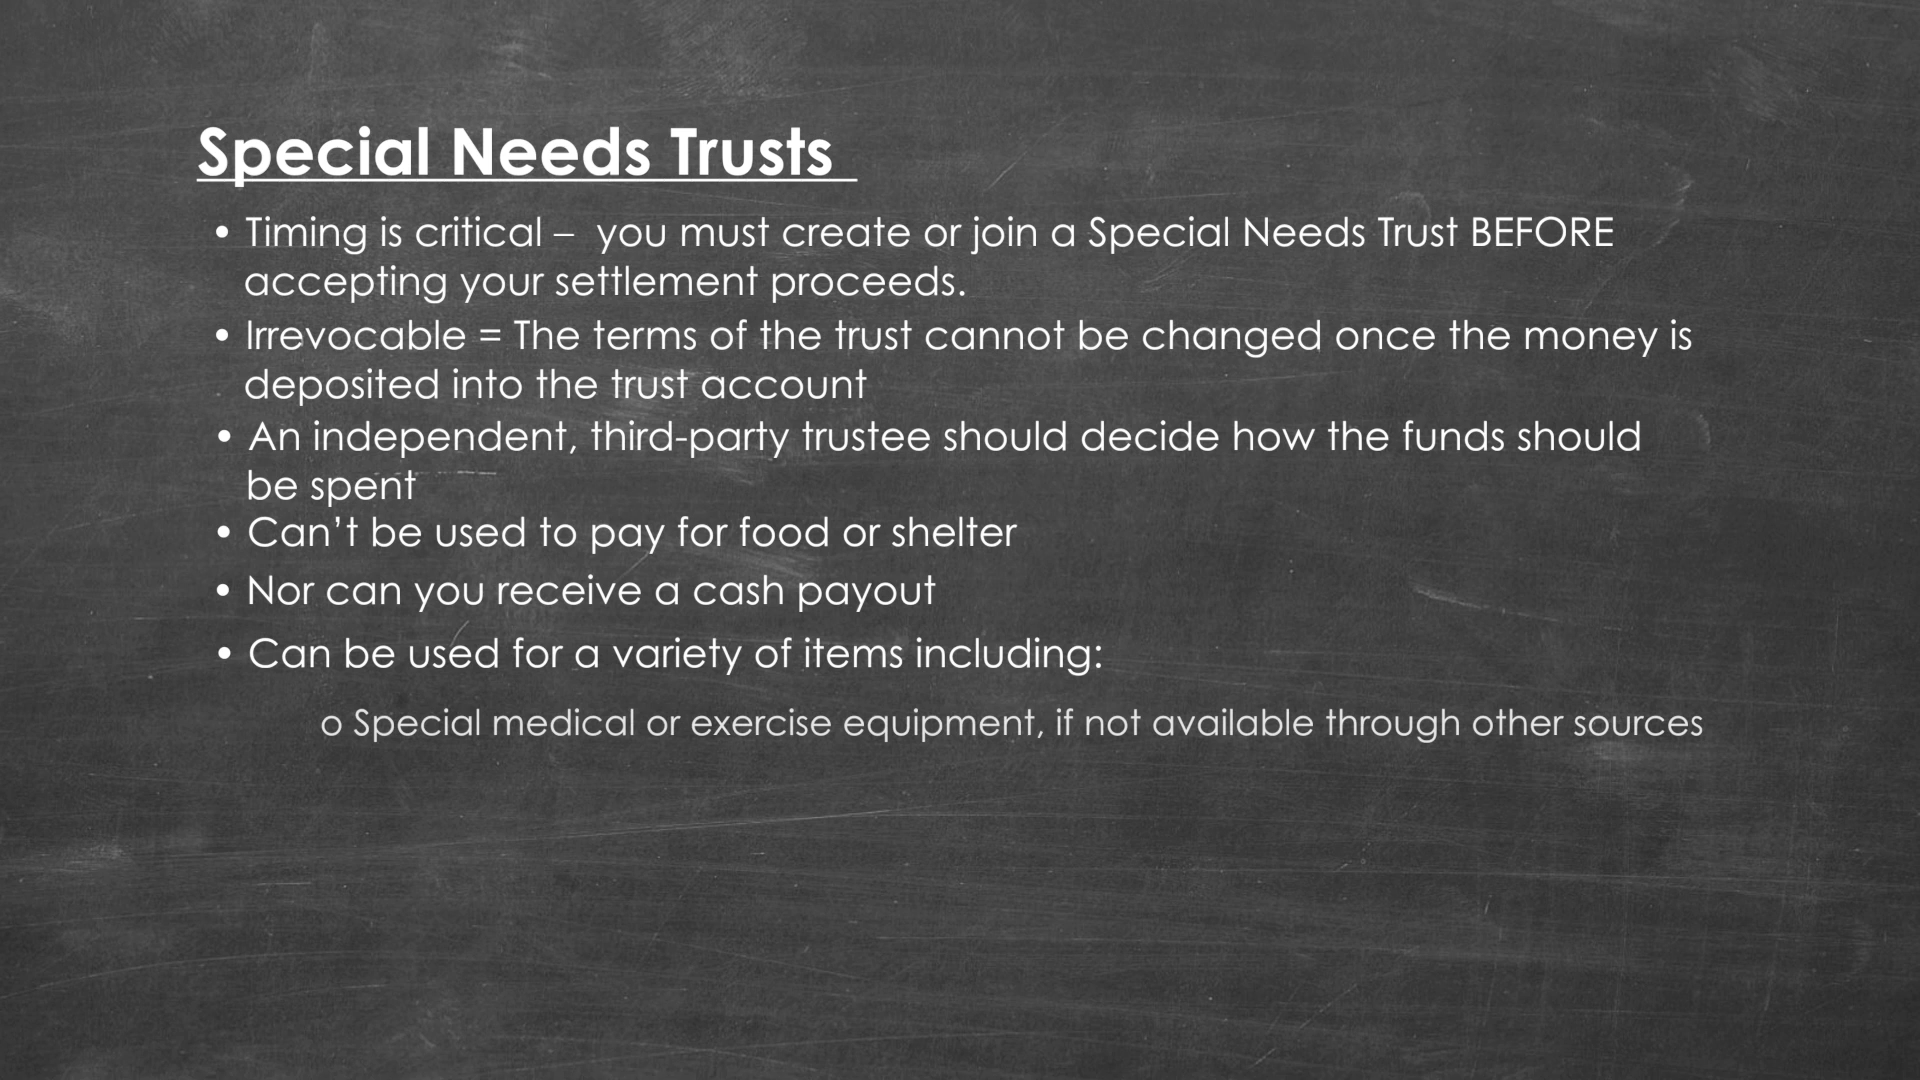 Special Needs Trusts
• Timing is critical –  you must create or join a Special Needs Trust BEFORE
accepting your settlement proceeds.
• Irrevocable = The terms of the trust cannot be changed once the money is
deposited into the trust account
• An independent, third-party trustee should decide how the funds should
be spent
• Can’t be used to pay for food or shelter
• Nor can you receive a cash payout
• Can be used for a variety of items including:
o Special medical or exercise equipment, if not available through other sources